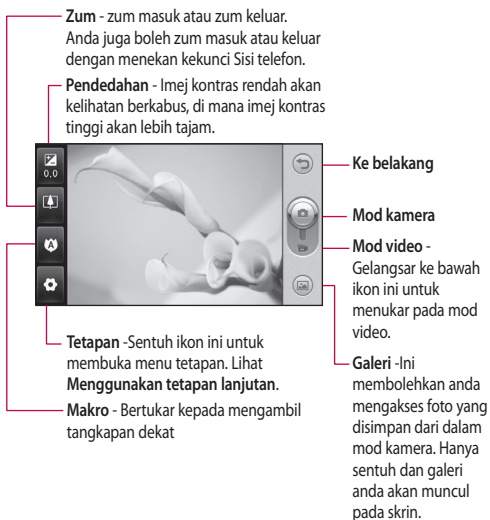 Zum - zum masuk atau zum keluar.
Anda juga boleh zum masuk atau keluar
dengan menekan kekunci Sisi telefon.
Pendedahan - Imej kontras rendah akan
kelihatan berkabus, di mana imej kontras
tinggi akan lebih tajam.
0.0
A
Ke belakang
Mod kamera
Mod video -
Gelangsar ke bawah
ikon ini untuk
menukar pada mod
video.
Galeri -Ini
membolehkan anda
mengakses foto yang
disimpan dari dalam
mod kamera. Hanya
sentuh dan galeri
anda akan muncul
pada skrin.
Tetapan -Sentuh ikon ini untuk
membuka menu tetapan. Lihat
Menggunakan tetapan lanjutan.
Makro - Bertukar kepada mengambil
tangkapan dekat